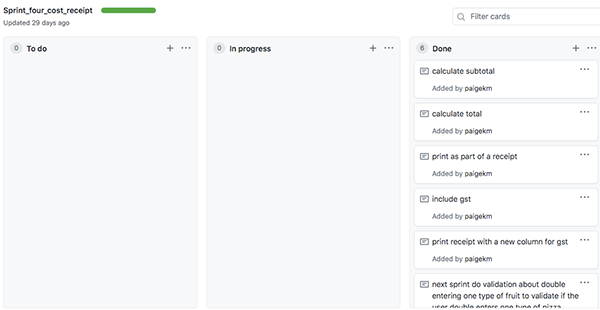 Sprint_four_cost_receipt
Updated 29 days ago
Filter cards
0 To do
0 In progress
6 Done
calculate subtotal
Added by paigekm
calculate total
Added by paigekm
print as part of a receipt
Added by paigekm
include gst
Added by paigekm
print receipt with a new column for gst
Added by paigekm
next sprint do validation about double
entering one type of fruit to validate if the
user double enters one type of pizza